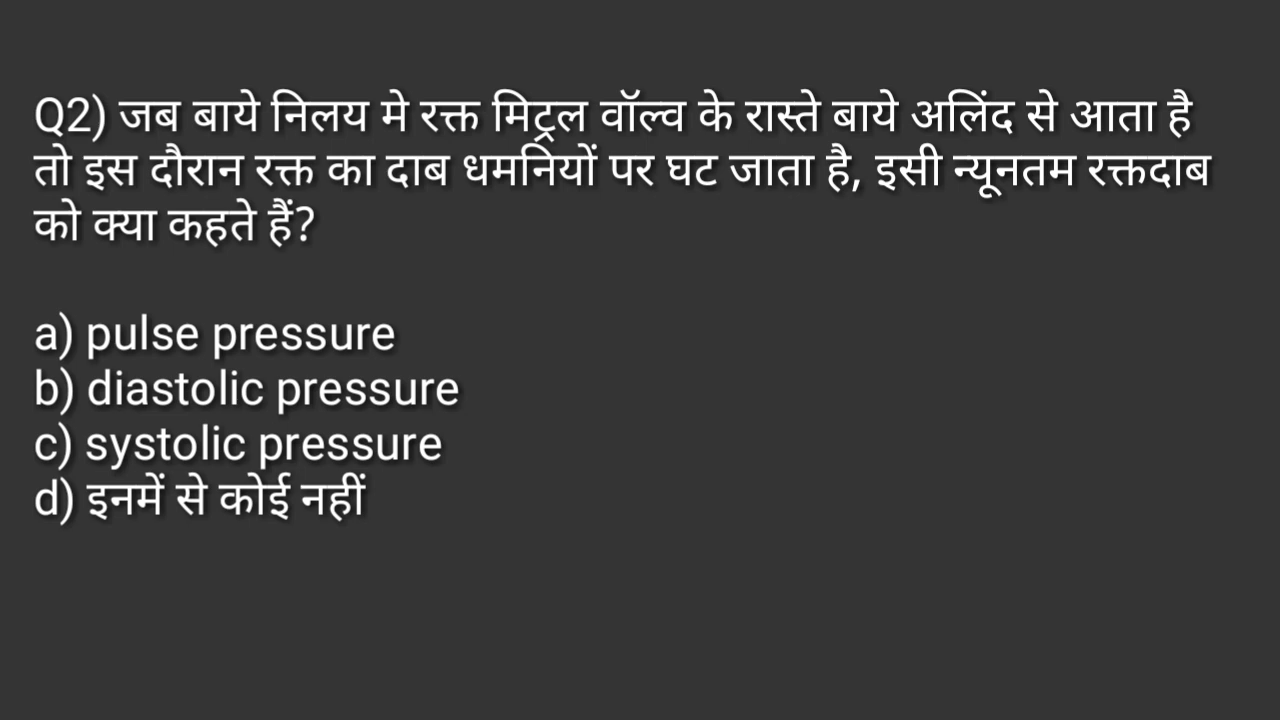 Q2) जब बाये निलय मे रक्त मिट्रल वॉल्व के रास्ते बाये अलिंद से आता है
तो इस दौरान रक्त का दाब धमनियों पर घट जाता है, इसी न्यूनतम रक्तदाब
को क्या कहते हैं?
a) pulse pressure
b) diastolic pressure
c) systolic pressure
d) इनमें से कोई नहीं